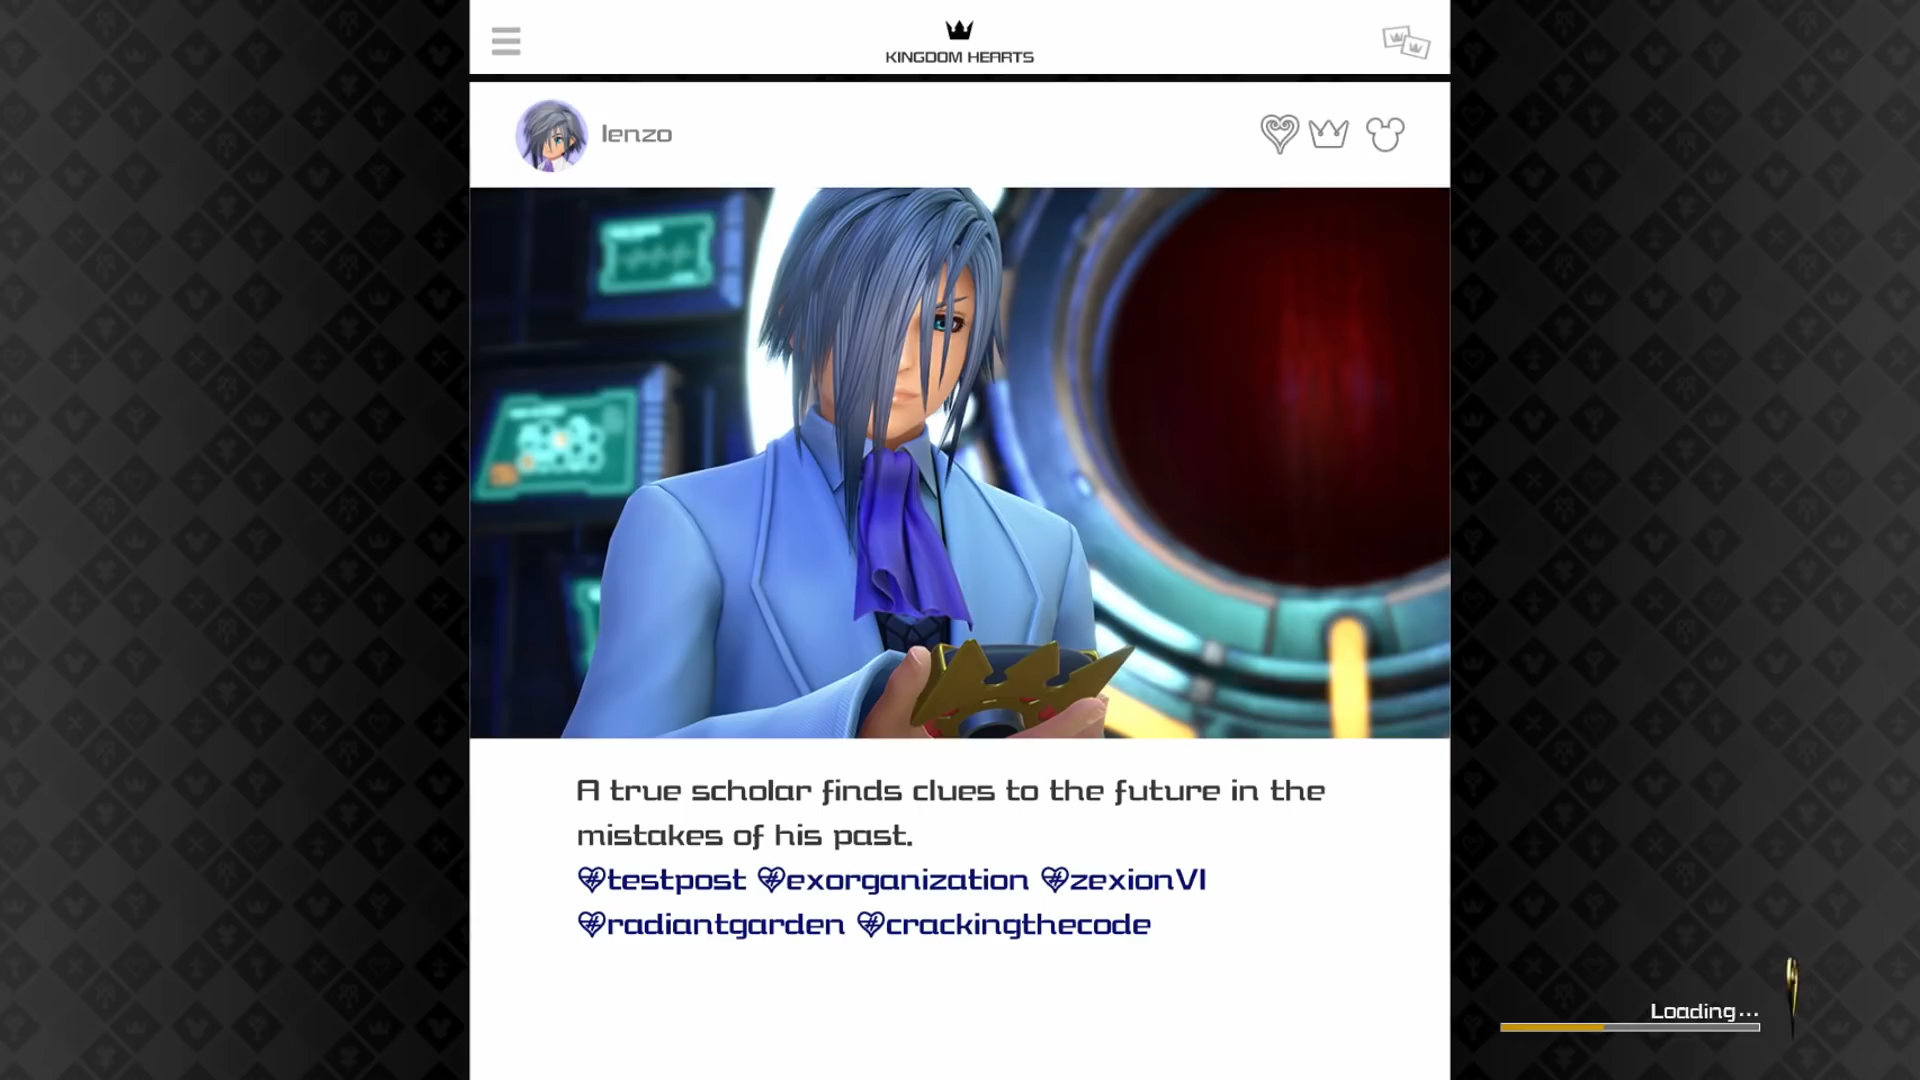 KINGDOM HEARTS
Ienzo
A true scholar finds clues to the future in the
mistakes of his past.
#testpost #exorganization #zexionVI
#radiantgarden #crackingthecode
Loading...